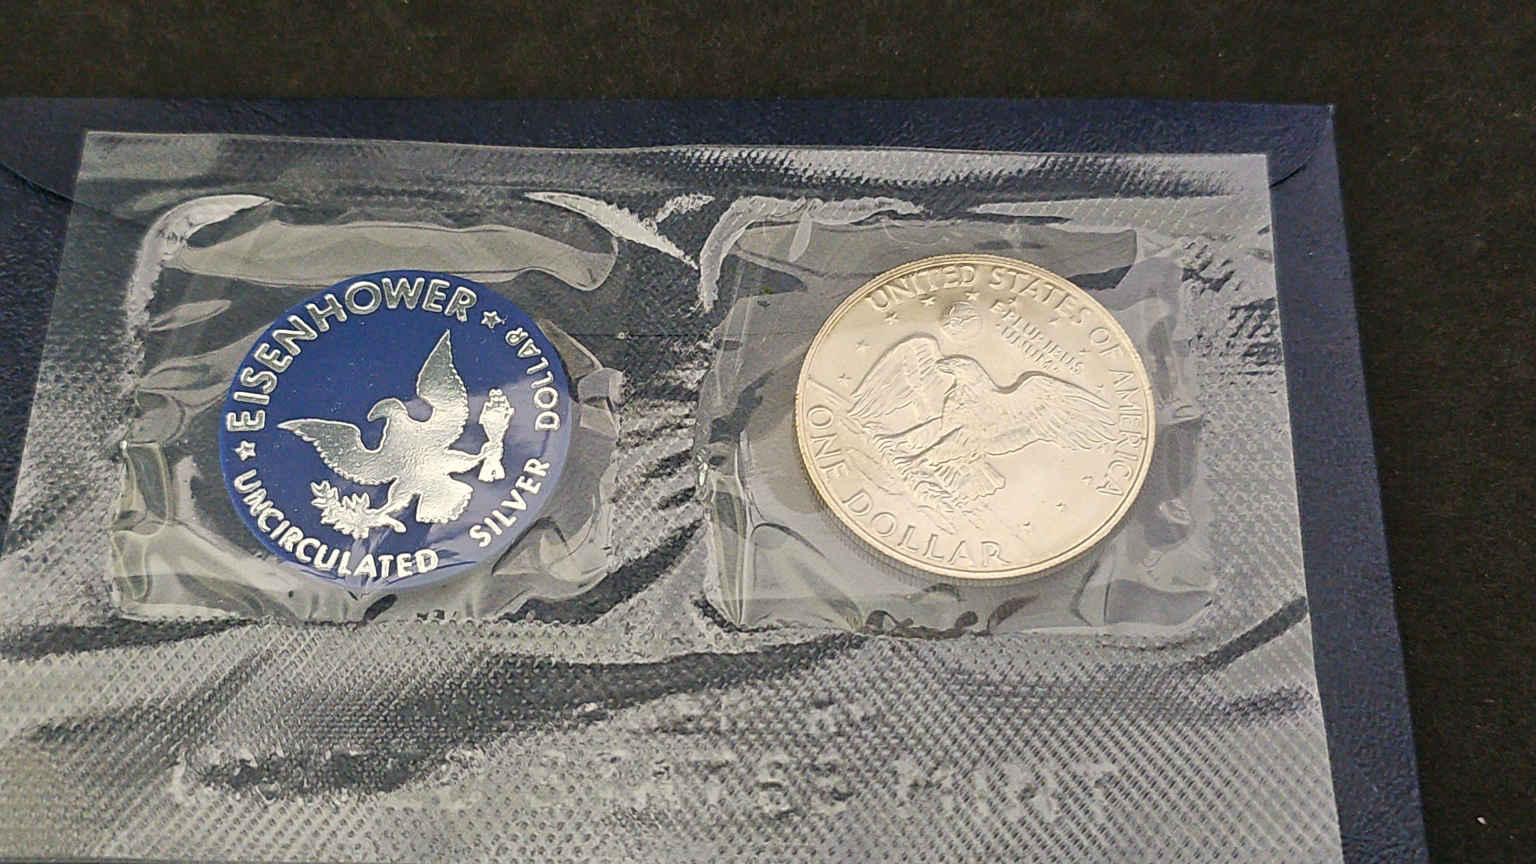 ★ EISENHOWER ★
DOLLAR
UNCIRCULATED SILVER
UNITED STATES OF AMERICA
E PLURIBUS
UNUM
ONE DOLLAR